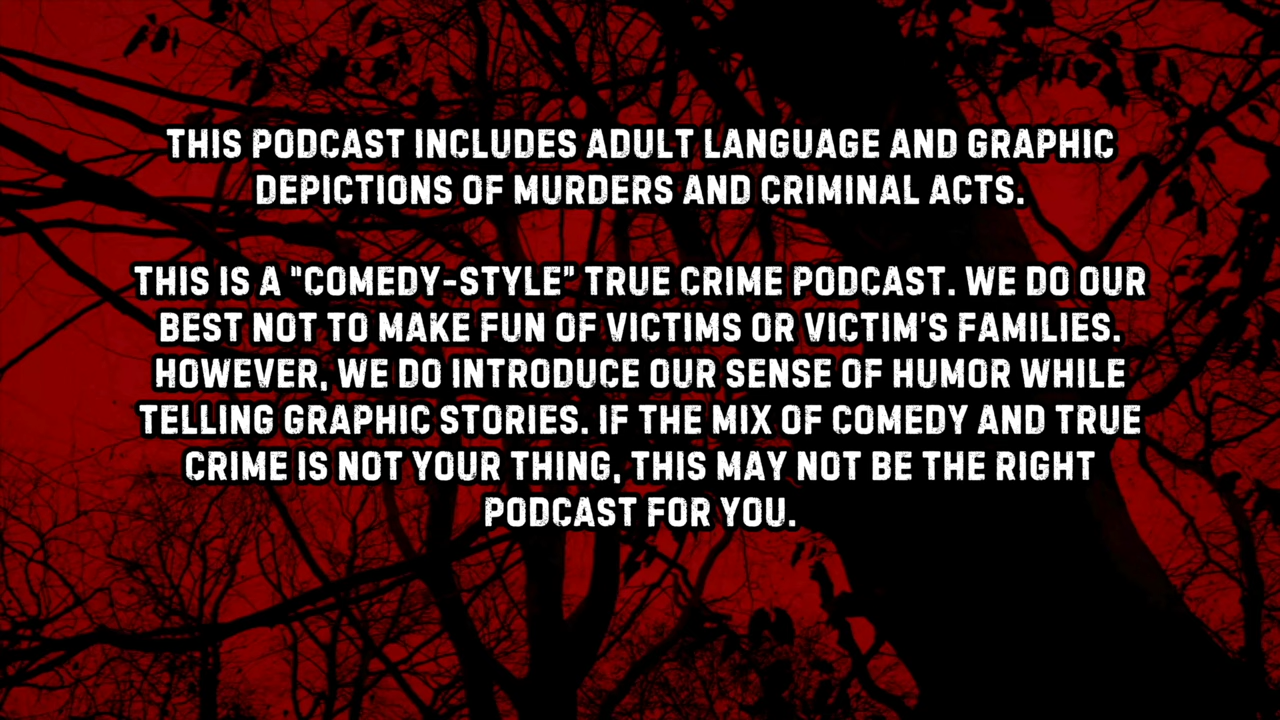 THIS PODCAST INCLUDES ADULT LANGUAGE AND GRAPHIC
DEPICTIONS OF MURDERS AND CRIMINAL ACTS.
THIS IS A "COMEDY-STYLE" TRUE CRIME PODCAST. WE DO OUR
BEST NOT TO MAKE FUN OF VICTIMS OR VICTIM'S FAMILIES.
HOWEVER, WE DO INTRODUCE OUR SENSE OF HUMOR WHILE
TELLING GRAPHIC STORIES. IF THE MIX OF COMEDY AND TRUE
CRIME IS NOT YOUR THING, THIS MAY NOT BE THE RIGHT
PODCAST FOR YOU.